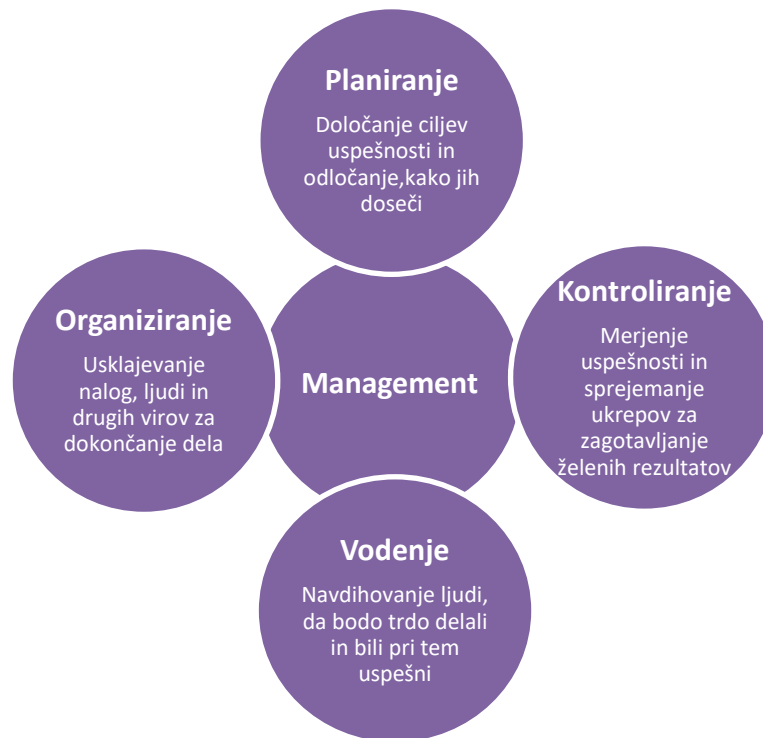 Planiranje
Določanje ciljev
uspešnosti in
odločanje,kako jih
doseči
Organiziranje
Usklajevanje
nalog, ljudi in
drugih virov za
dokončanje dela
Management
Kontroliranje
Merjenje
uspešnosti in
sprejemanje
ukrepov za
zagotavljanje
želenih rezultatov
Vodenje
Navdihovanje ljudi,
da bodo trdo delali
in bili pri tem
uspešni